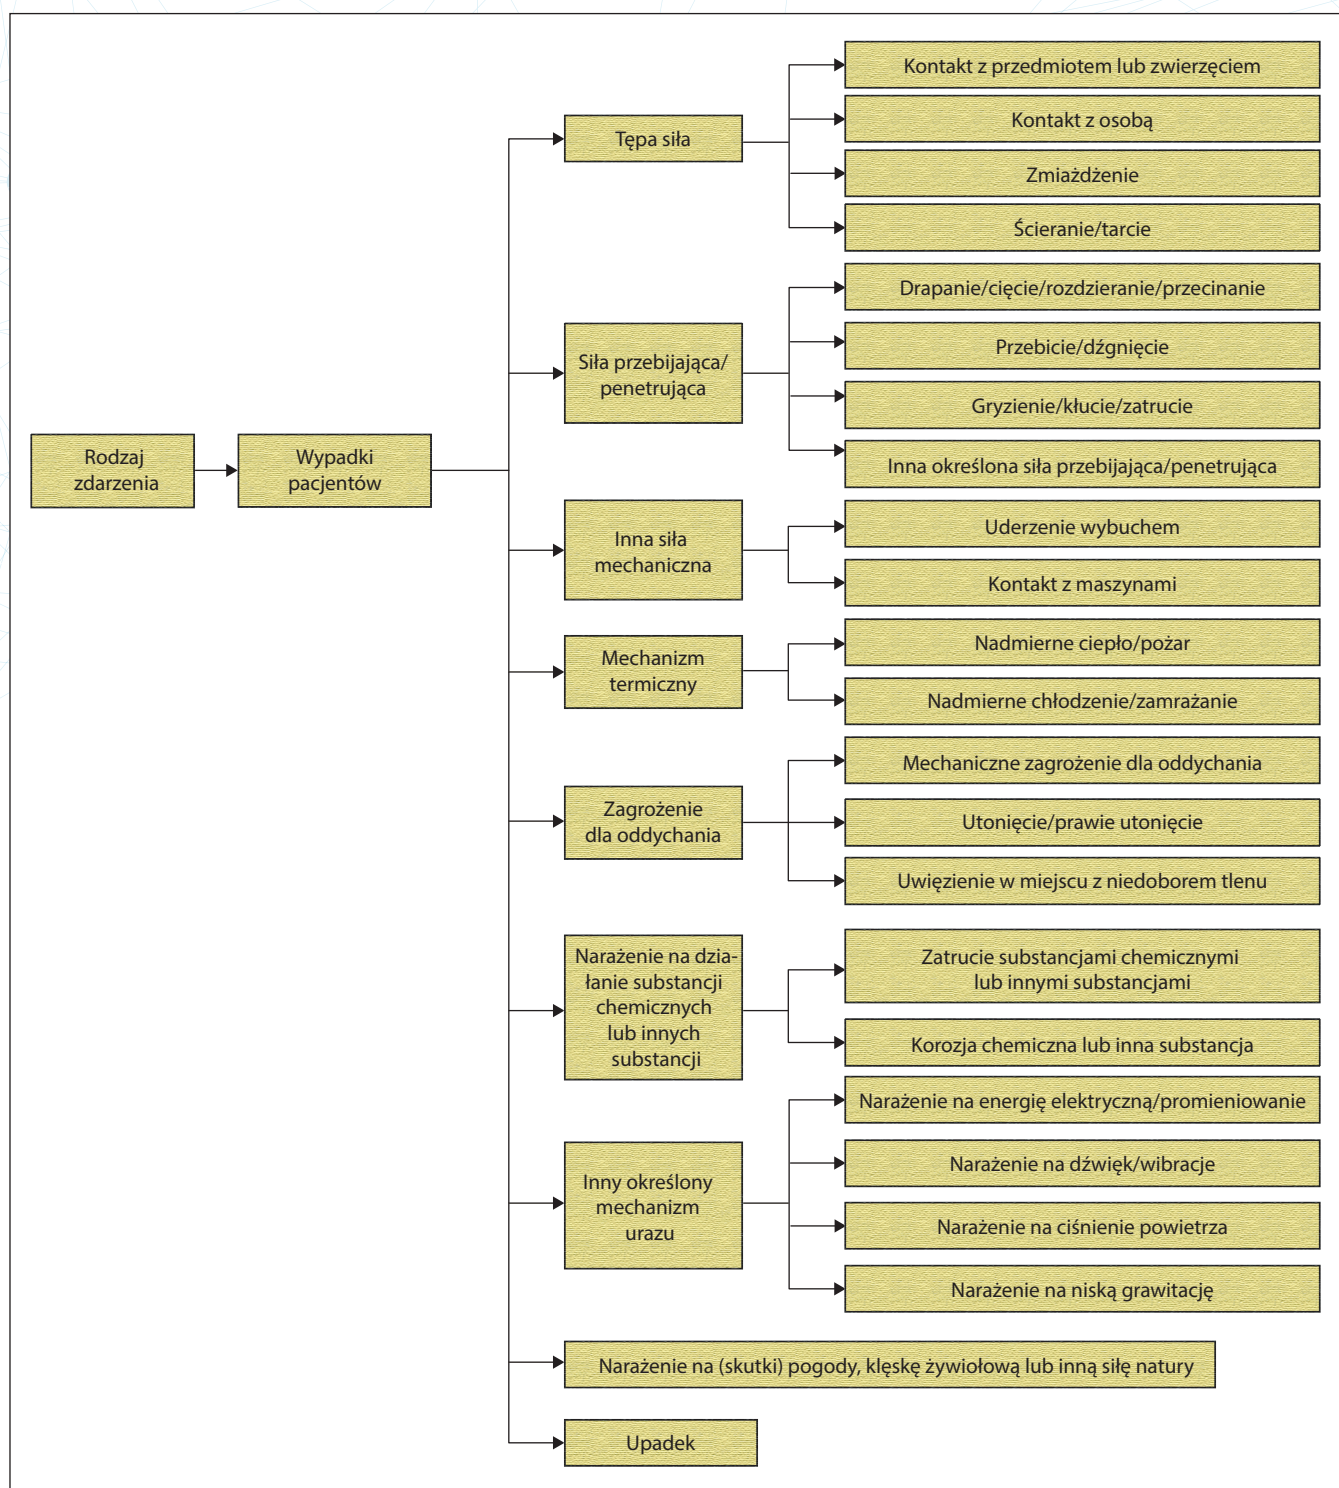 Rodzaj
zdarzenia
Wypadki
pacjentów
Tępa siła
Kontakt z przedmiotem lub zwierzęciem
Kontakt z osobą
Zmiażdżenie
Ścieranie/tarcie
Siła przebijająca/
penetrująca
Drapanie/cięcie/rozdzieranie/przecinanie
Przebicie/dźgnięcie
Gryzienie/kłucie/zatrucie
Inna określona siła przebijająca/penetrująca
Inna siła
mechaniczna
Uderzenie wybuchem
Kontakt z maszynami
Mechanizm
termiczny
Nadmierne ciepło/pożar
Nadmierne chłodzenie/zamrażanie
Zagrożenie
dla oddychania
Mechaniczne zagrożenie dla oddychania
Utonięcie/prawie utonięcie
Uwięzienie w miejscu z niedoborem tlenu
Narażenie na dzia-
łanie substancji
chemicznych
lub innych
substancji
Zatrucie substancjami chemicznymi
lub innymi substancjami
Korozja chemiczna lub inna substancja
Inny określony
mechanizm
urazu
Narażenie na energię elektryczną/promieniowanie
Narażenie na dźwięk/wibracje
Narażenie na ciśnienie powietrza
Narażenie na niską grawitację
Narażenie na (skutki) pogody, klęskę żywiołową lub inną siłę natury
Upadek